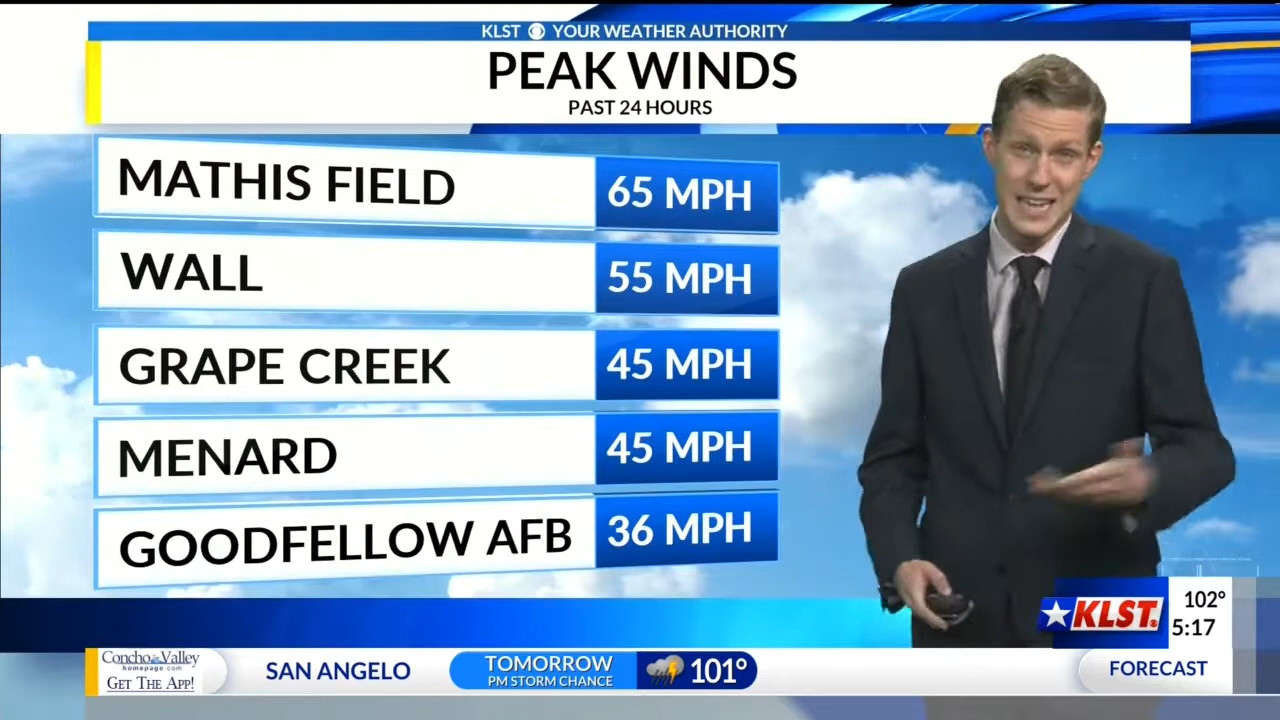 KLST YOUR WEATHER AUTHORITY
PEAK WINDS
PAST 24 HOURS
MATHIS FIELD 65 MPH
WALL 55 MPH
GRAPE CREEK 45 MPH
MENARD 45 MPH
GOODFELLOW AFB 36 MPH
KLST
102°
5:17
Concho Valley
homepage.com
GET THE APP!
SAN ANGELO
TOMORROW
PM STORM CHANCE
101°
FORECAST